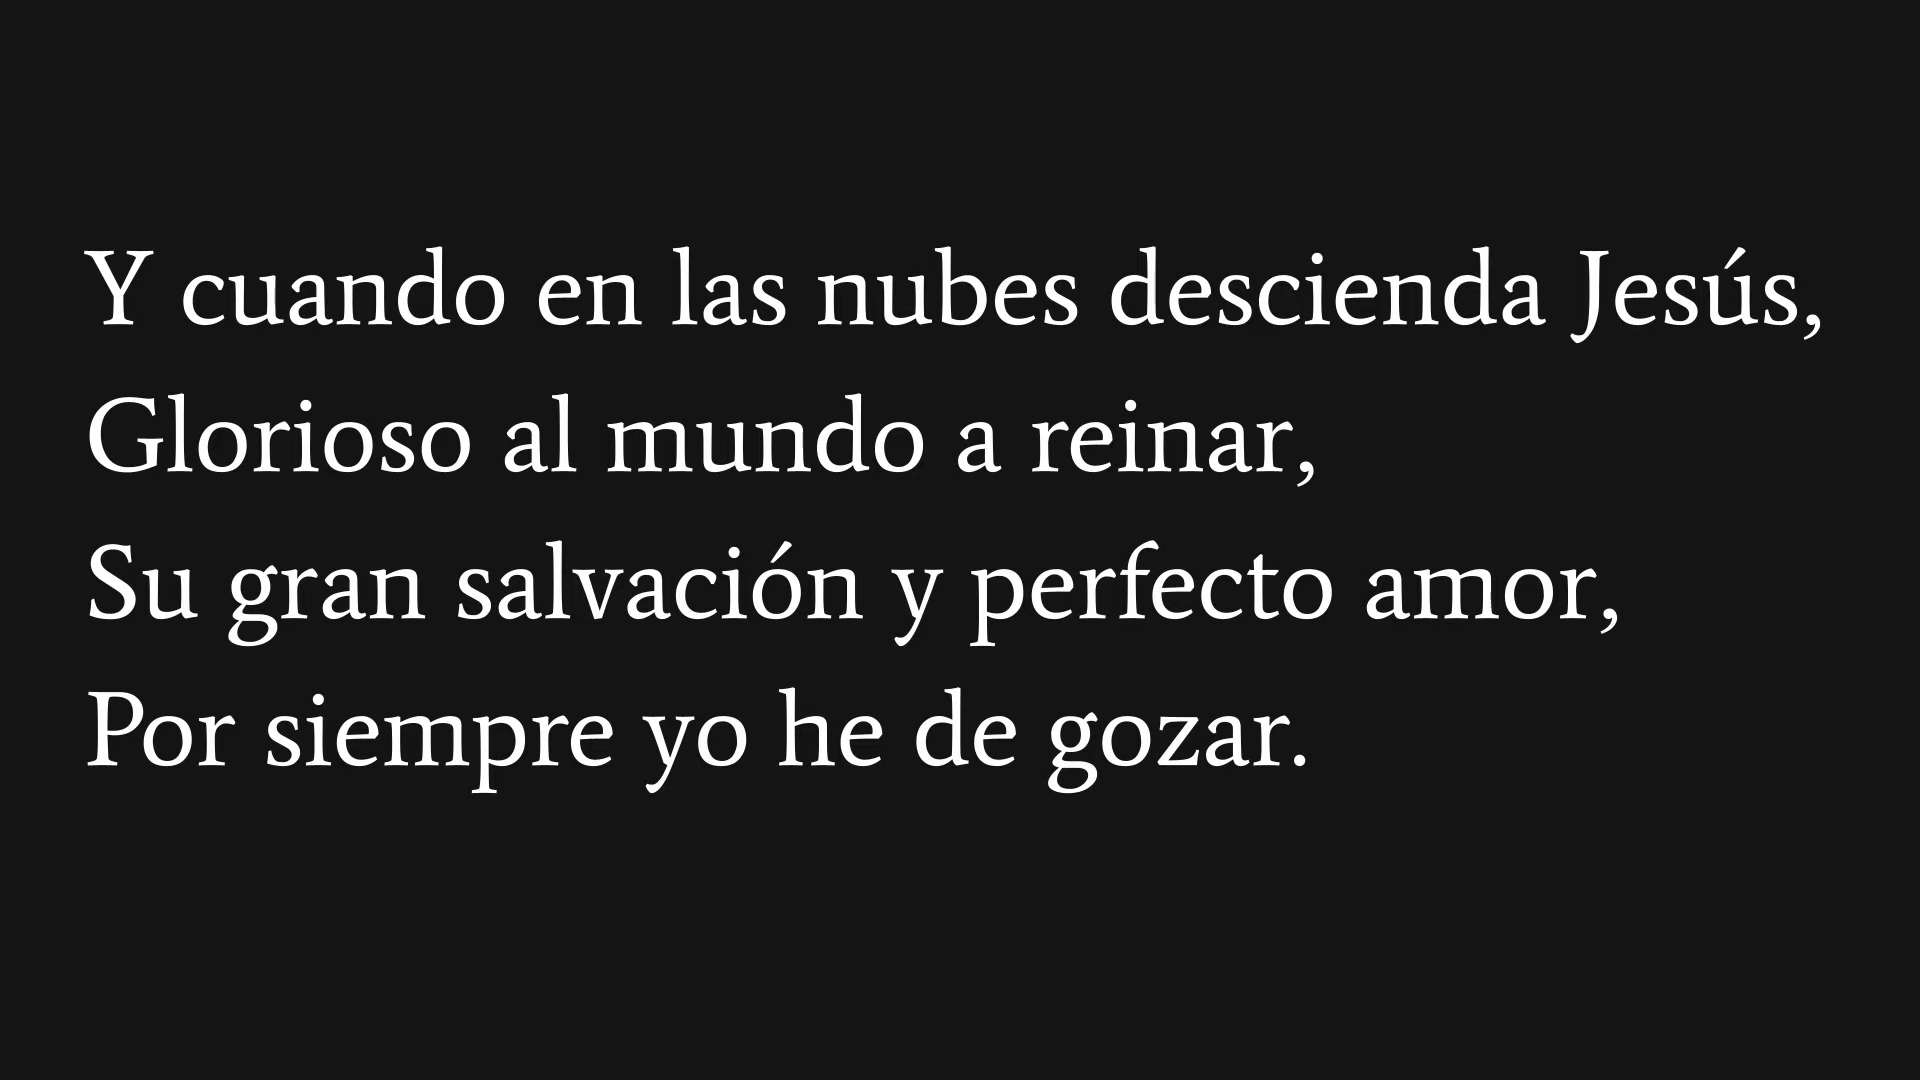 Y cuando en las nubes descienda Jesús,
Glorioso al mundo a reinar,
Su gran salvación y perfecto amor,
Por siempre yo he de gozar.